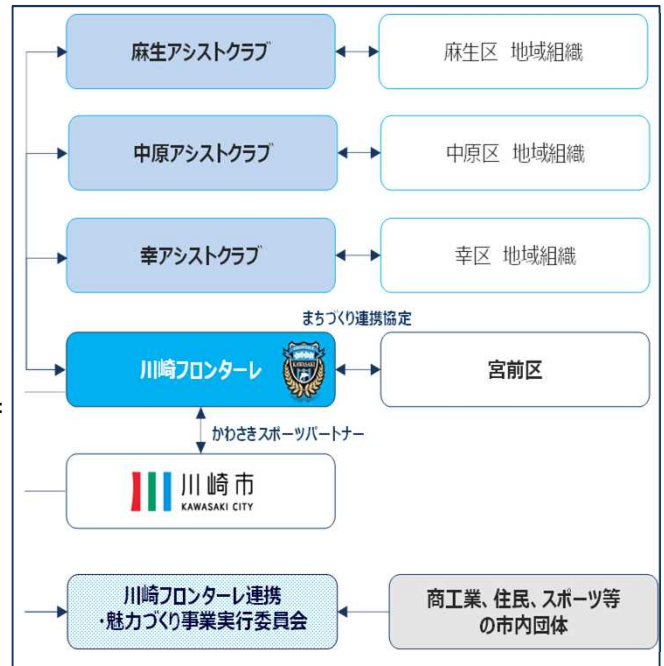 麻生アシストクラブ
麻生区 地域組織
中原アシストクラブ
中原区 地域組織
幸アシストクラブ
幸区 地域組織
まちづくり連携協定
川崎フロンターレ
KAWASAKI
宮前区
かわさきスポーツパートナー
川崎市
KAWASAKI CITY
川崎フロンターレ連携
・魅力づくり事業実行委員会
商工業、住民、スポーツ等
の市内団体